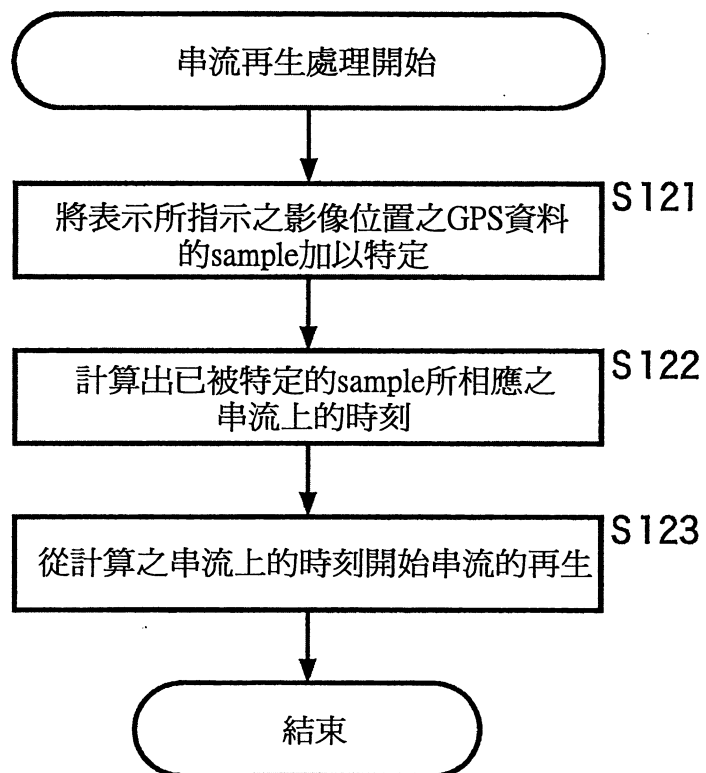 串流再生處理開始
S121
將表示所指示之影像位置之GPS資料
的sample加以特定
S122
計算出已被特定的sample所相應之
串流上的時刻
S123
從計算之串流上的時刻開始串流的再生
結束